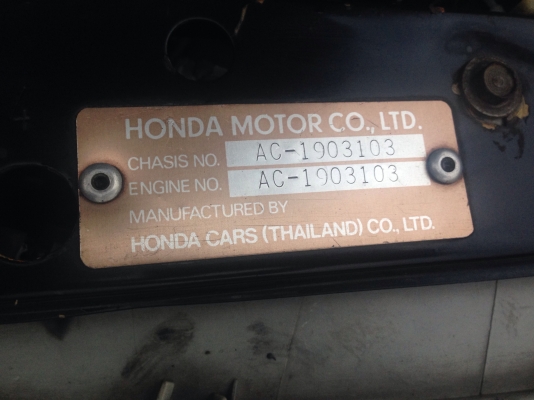 HONDA MOTOR CO., LTD.
CHASIS NO. AC-1903103
ENGINE NO. AC-1903103
MANUFACTURED BY
HONDA CARS (THAILAND) CO., LTD.